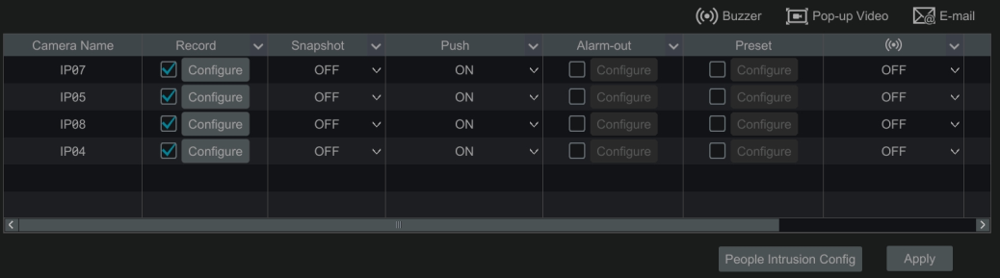 Buzzer Pop-up Video E-mail
Camera Name Record Snapshot Push Alarm-out Preset
IP07 Configure OFF ON Configure Configure OFF
IP05 Configure OFF ON Configure Configure OFF
IP08 Configure OFF ON Configure Configure OFF
IP04 Configure OFF ON Configure Configure OFF
People Intrusion Config Apply